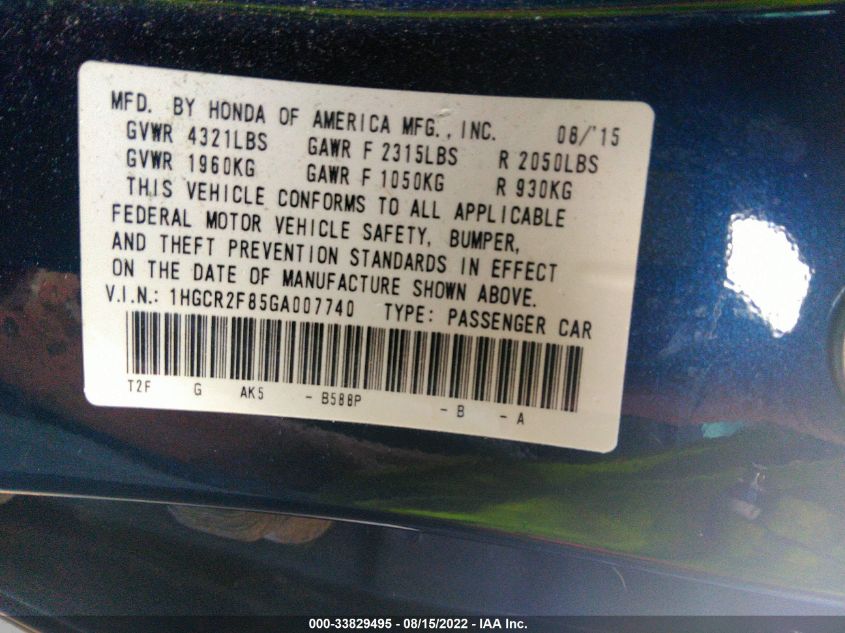 MFD. BY HONDA OF AMERICA MFG., INC. 08/'15
GVWR 4321LBS GAWR F 2315LBS R 2050LBS
GVWR 1960KG GAWR F 1050KG R 930KG
THIS VEHICLE CONFORMS TO ALL APPLICABLE
FEDERAL MOTOR VEHICLE SAFETY, BUMPER,
AND THEFT PREVENTION STANDARDS IN EFFECT
ON THE DATE OF MANUFACTURE SHOWN ABOVE.
V.I.N.: 1HGCR2F85GA007740 TYPE: PASSENGER CAR
T2F G AK5 - B588P - B - A
000-33829495 - 08/15/2022 - IAA Inc.